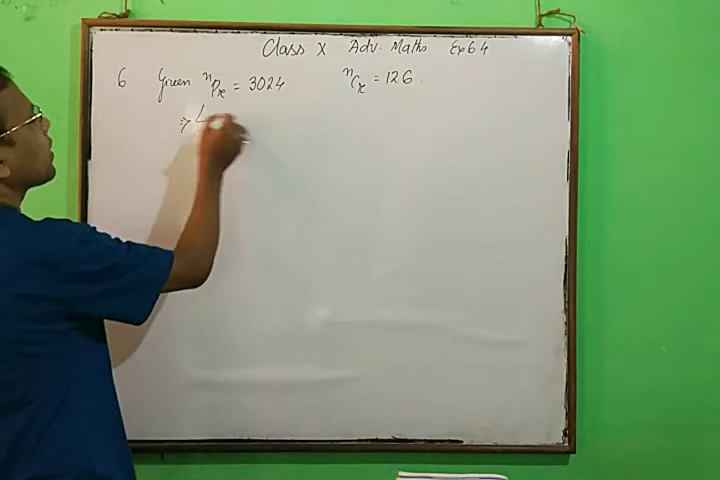 Class X Adv. Maths Ex 6.4
6 Given ⁿPᵣ = 3024 ⁿCᵣ = 126.
⇒ L